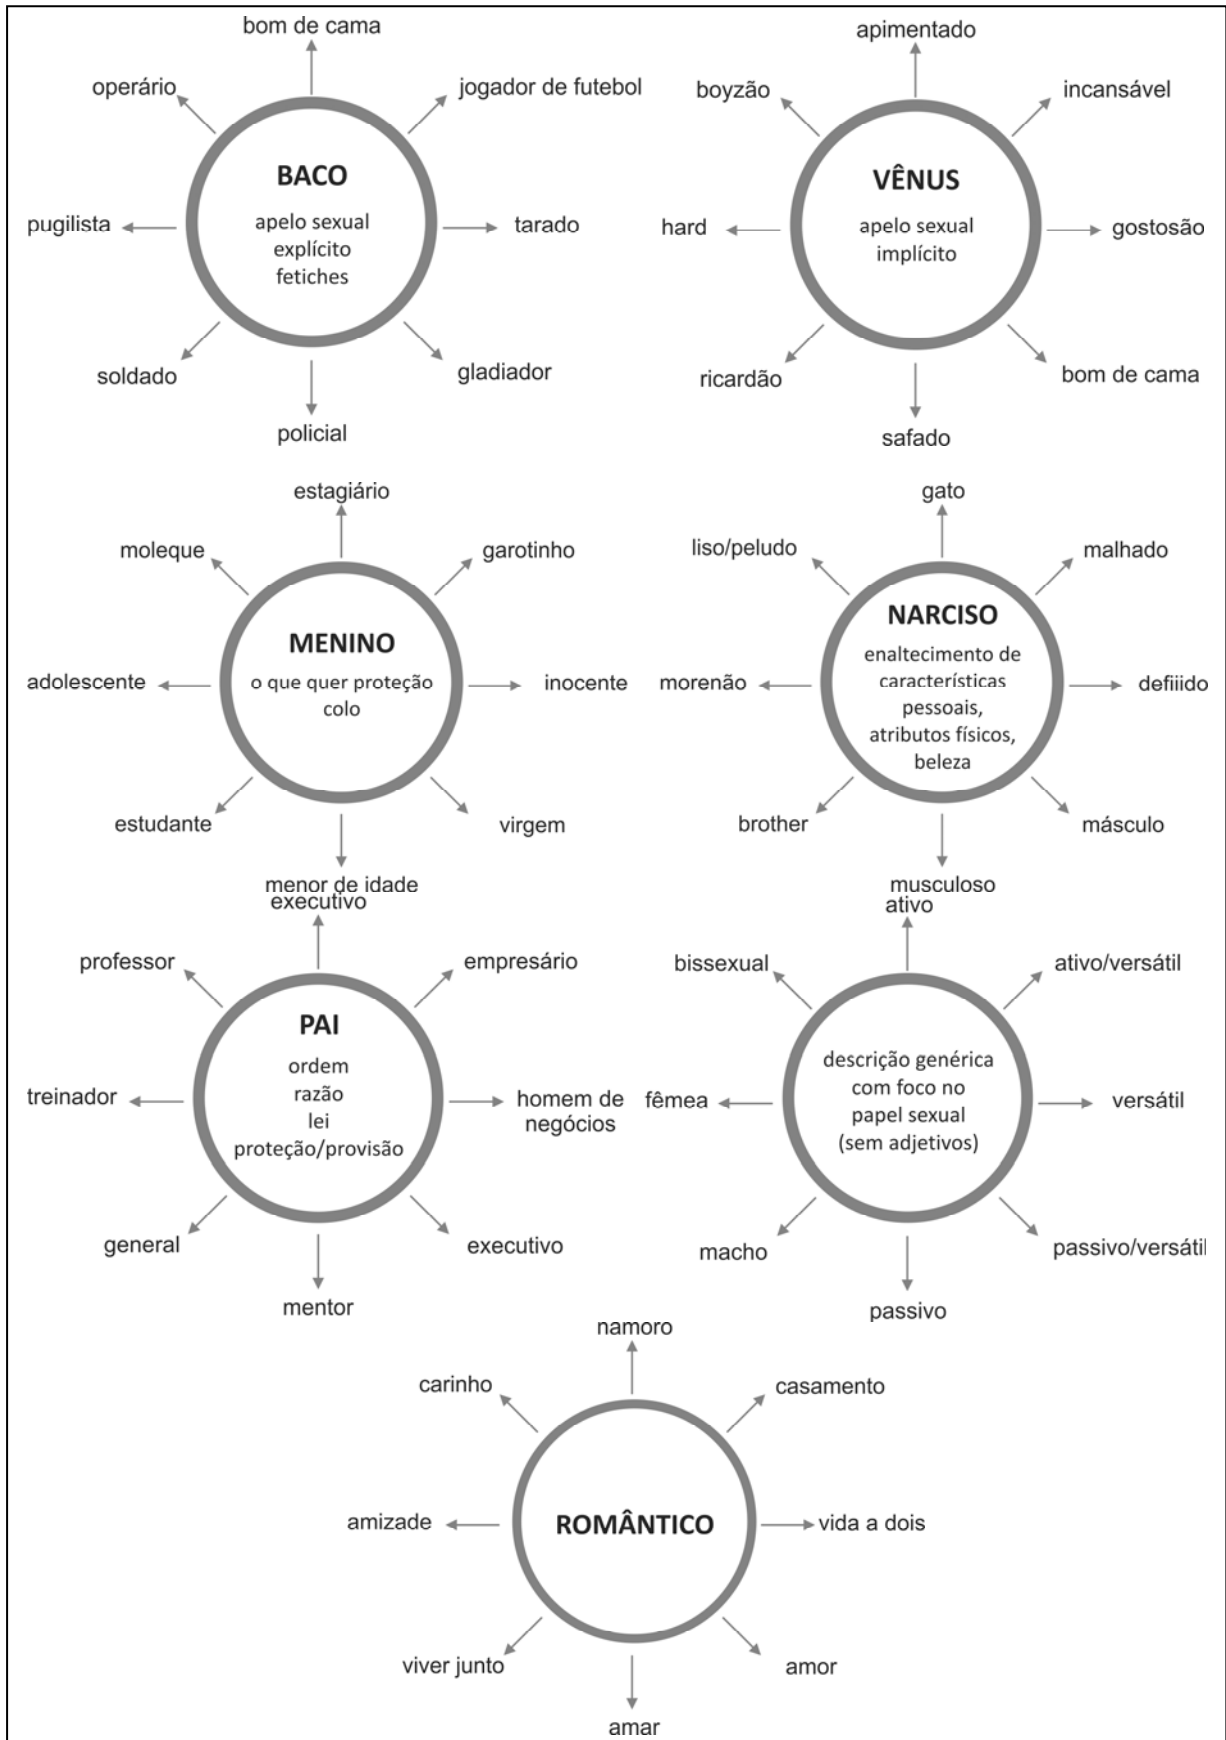 bom de cama
operário
jogador de futebol
BACO
apelo sexual
explícito
fetiches
pugilista
tarado
soldado
gladiador
policial
apimentado
boyzão
incansável
VÊNUS
apelo sexual
implícito
hard
gostosão
ricardão
bom de cama
safado
estagiário
moleque
garotinho
MENINO
o que quer proteção
colo
adolescente
inocente
estudante
virgem
menor de idade
gato
liso/peludo
malhado
NARCISO
enaltecimento de
características
pessoais,
atributos físicos,
beleza
morenão
defiiido
brother
másculo
musculoso
executivo
professor
empresário
PAI
ordem
razão
lei
proteção/provisão
treinador
homem de
negócios
general
executivo
mentor
ativo
bissexual
ativo/versátil
descrição genérica
com foco no
papel sexual
(sem adjetivos)
fêmea
versátil
macho
passivo/versátil
passivo
namoro
carinho
casamento
ROMÂNTICO
amizade
vida a dois
viver junto
amor
amar